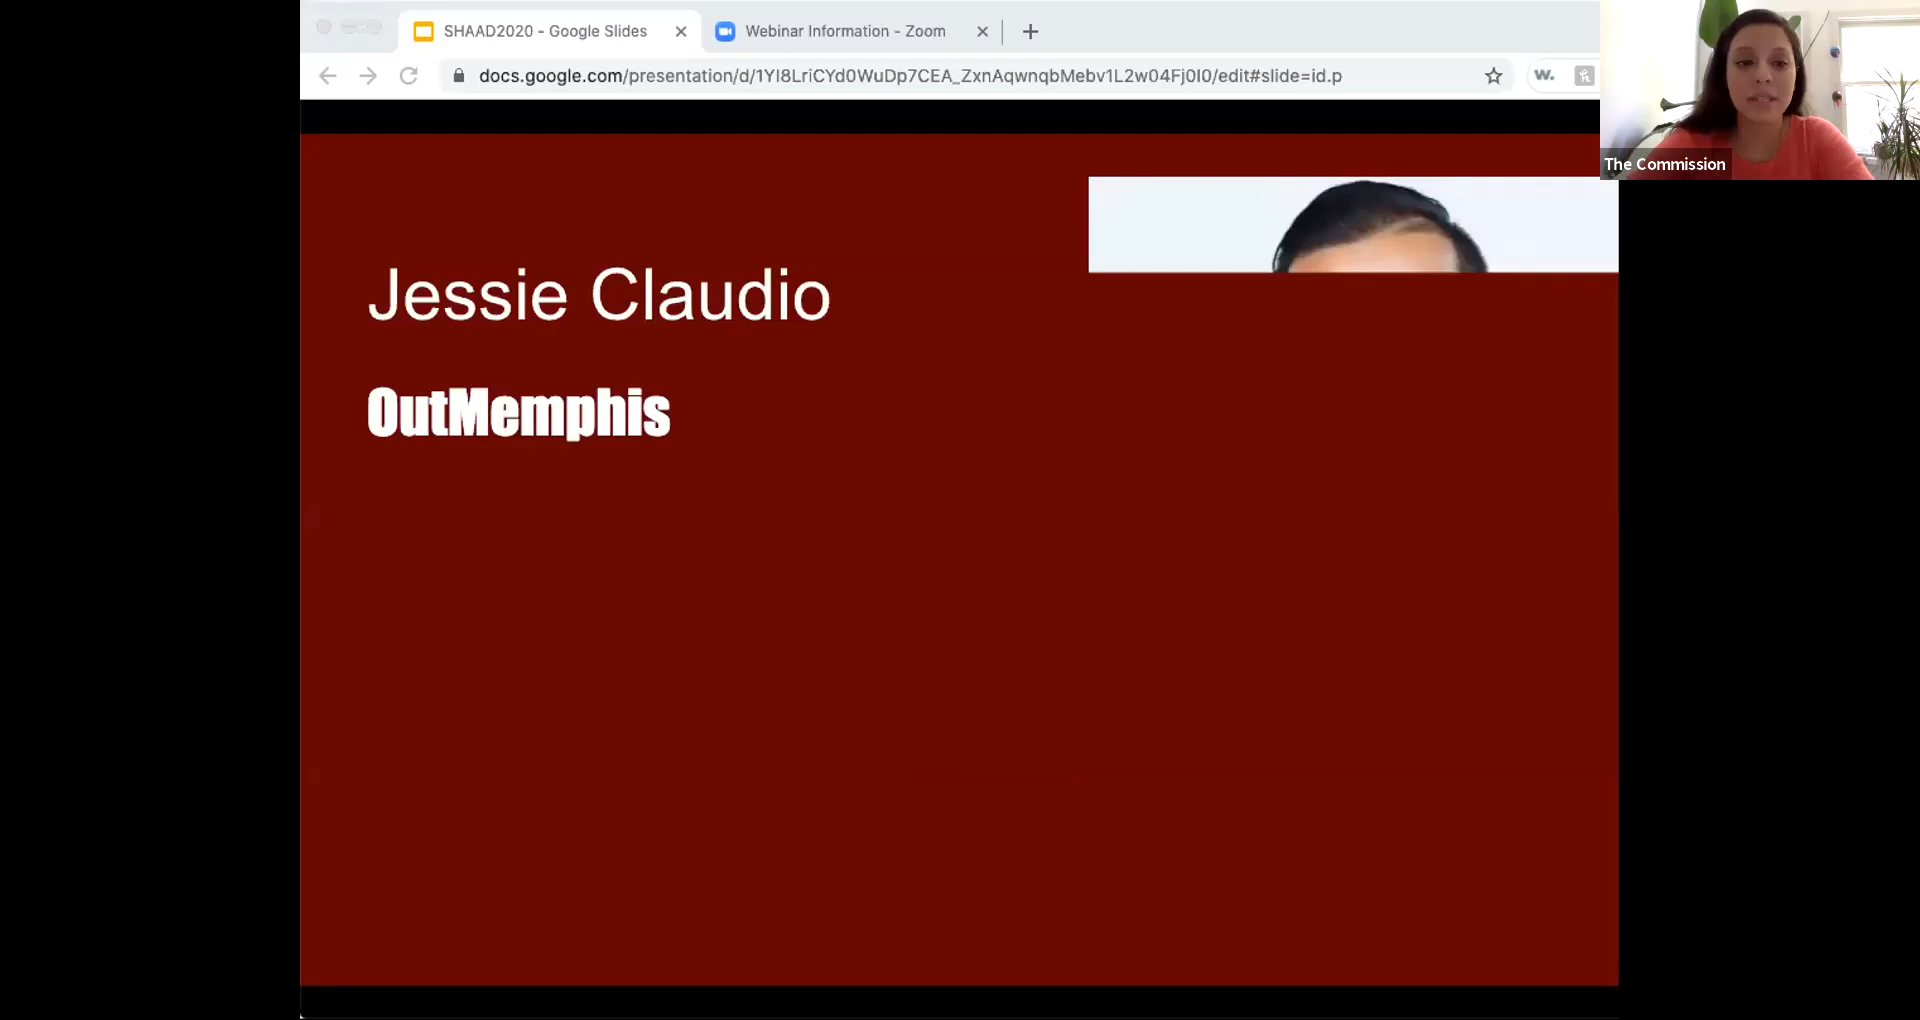 SHAAD2020 - Google Slides
Webinar Information - Zoom
docs.google.com/presentation/d/1YI8LriCYd0WuDp7CEA_ZxnAqwnqbMebv1L2w04Fj0I0/edit#slide=id.p
W.
The Commission
Jessie Claudio
OutMemphis